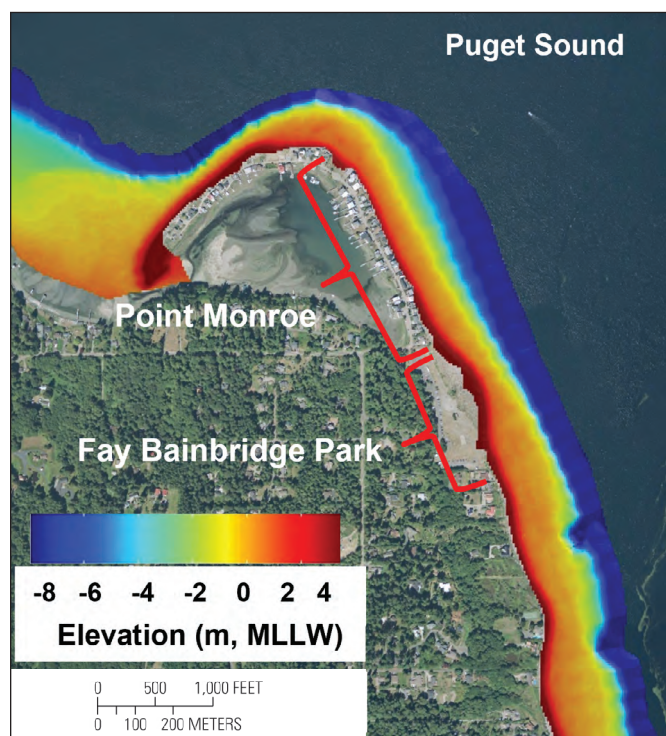 Puget Sound
Point Monroe
Fay Bainbridge Park
-8 -6 -4 -2 0 2 4
Elevation (m, MLLW)
0 500 1,000 FEET
0 100 200 METERS